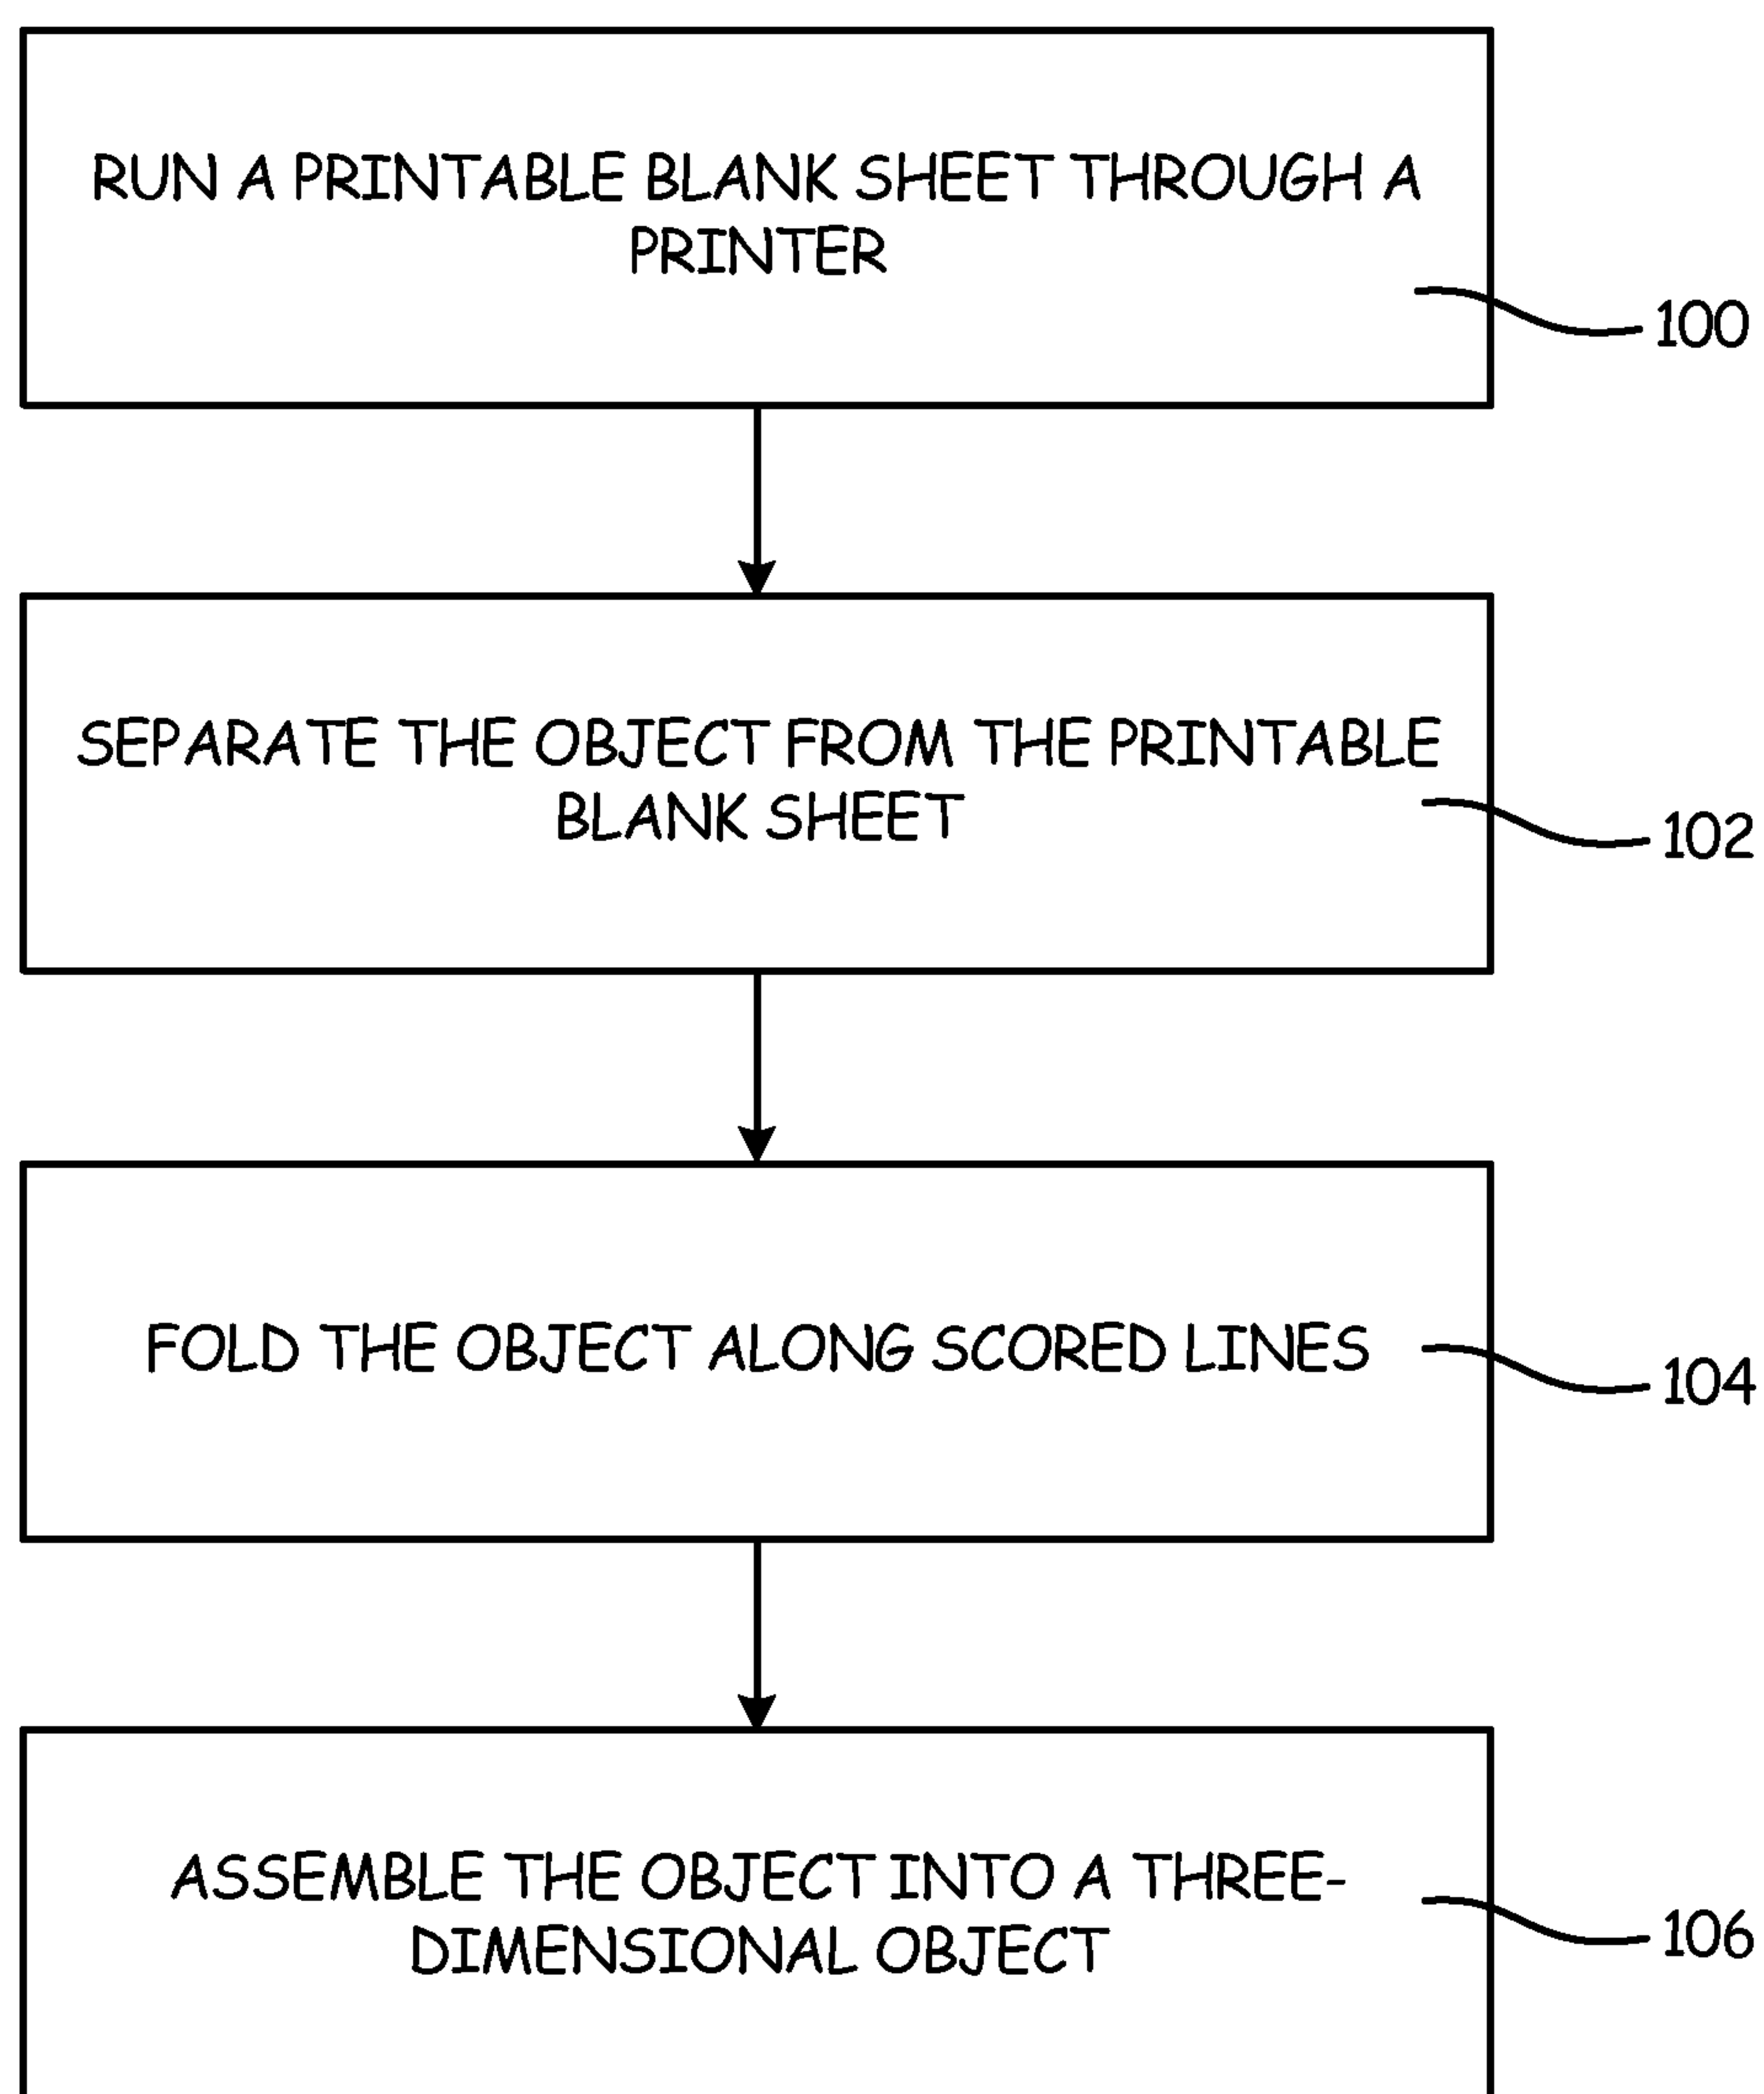 RUN A PRINTABLE BLANK SHEET THROUGH A
PRINTER
100
SEPARATE THE OBJECT FROM THE PRINTABLE
BLANK SHEET
102
FOLD THE OBJECT ALONG SCORED LINES
104
ASSEMBLE THE OBJECT INTO A THREE-
DIMENSIONAL OBJECT
106